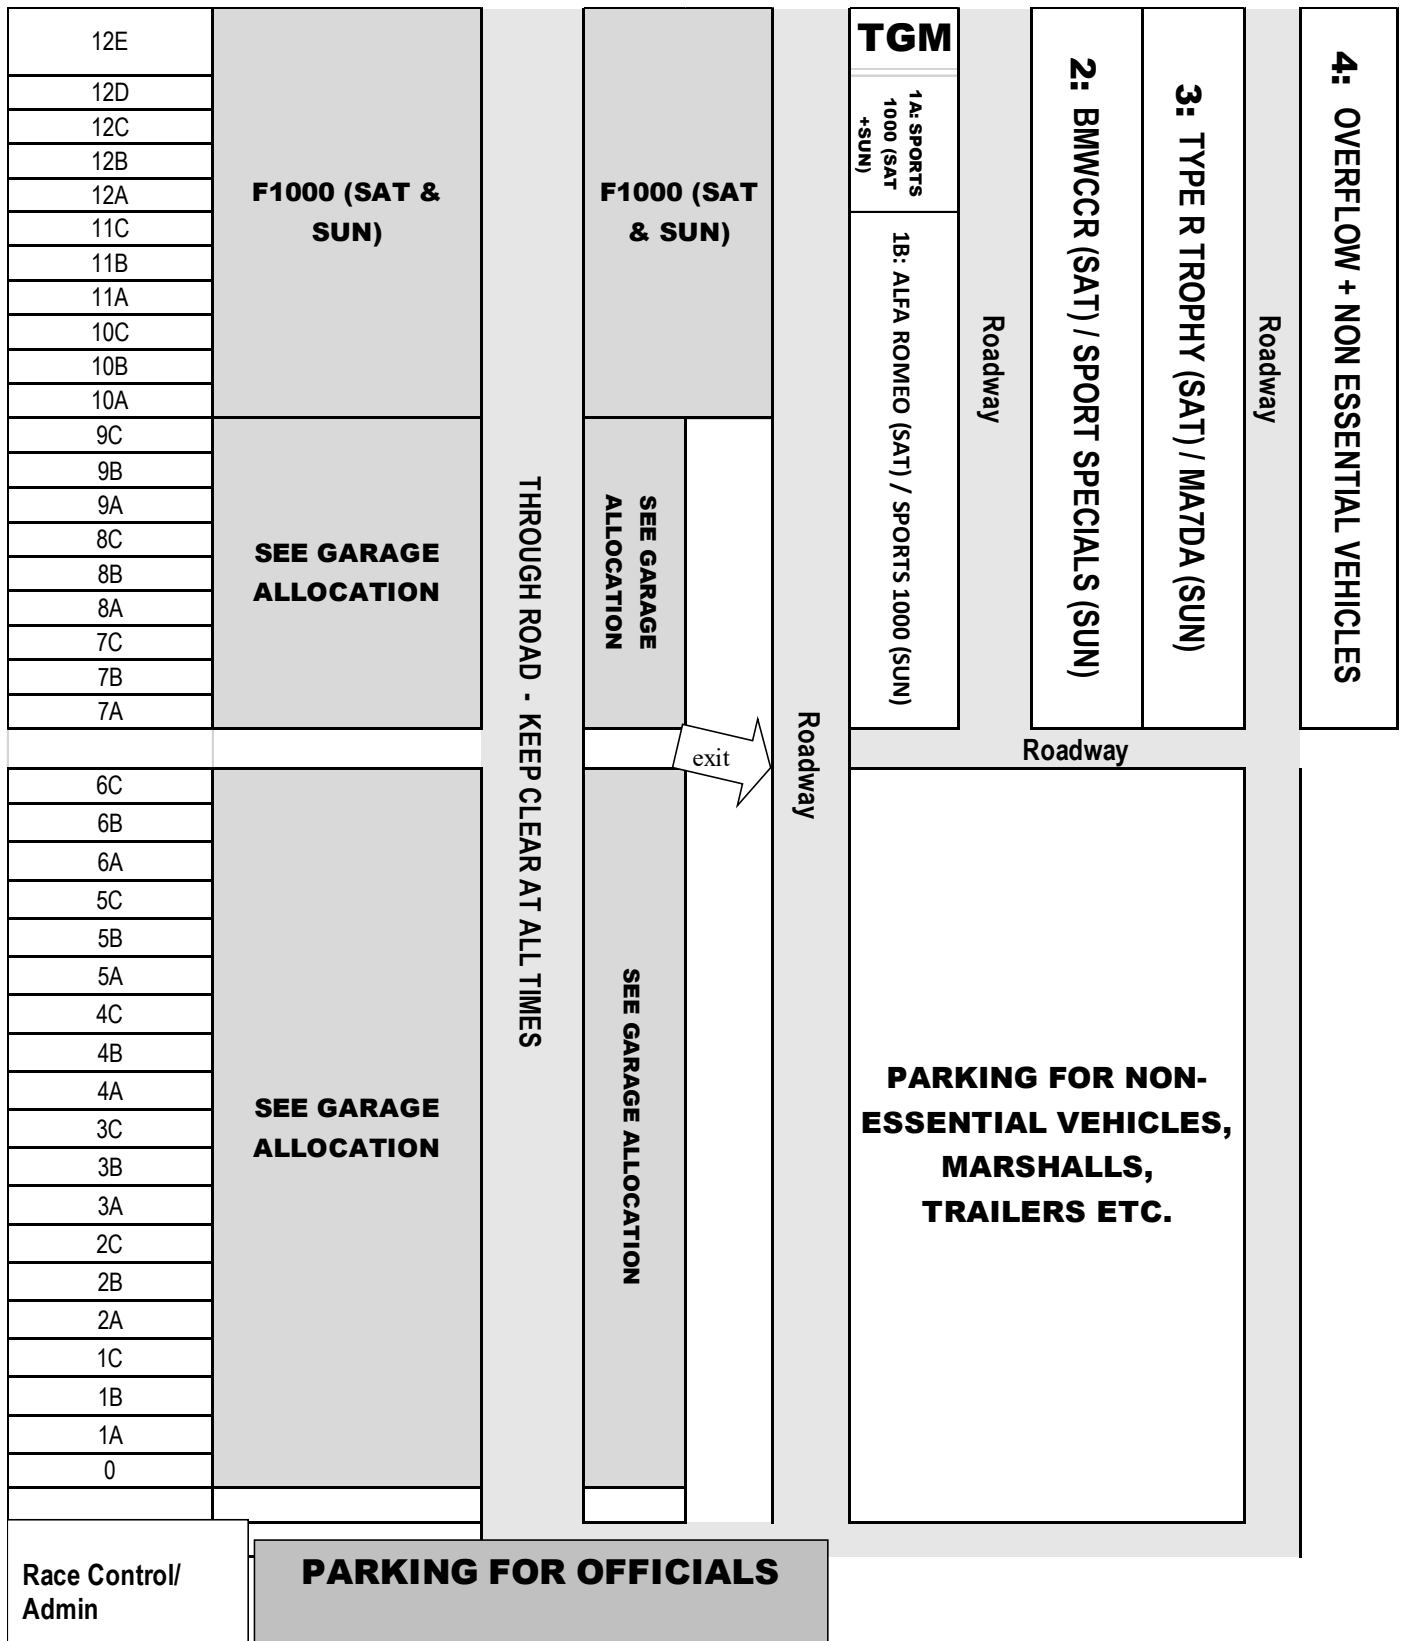 12E
12D
12C
12B
12A
11C
11B
11A
10C
10B
10A
9C
9B
9A
8C
8B
8A
7C
7B
7A
6C
6B
6A
5C
5B
5A
4C
4B
4A
3C
3B
3A
2C
2B
2A
1C
1B
1A
0
F1000 (SAT &
SUN)
SEE GARAGE
ALLOCATION
SEE GARAGE
ALLOCATION
THROUGH ROAD - KEEP CLEAR AT ALL TIMES
F1000 (SAT
& SUN)
SEE GARAGE
ALLOCATION
exit
SEE GARAGE ALLOCATION
Roadway
TGM
1A: SPORTS
1000 (SAT
+SUN)
1B: ALFA ROMEO (SAT) / SPORTS 1000 (SUN)
Roadway
2: BMWCCR (SAT) / SPORT SPECIALS (SUN)
3: TYPE R TROPHY (SAT) / MA7DA (SUN)
Roadway
4: OVERFLOW + NON ESSENTIAL VEHICLES
Roadway
PARKING FOR NON-
ESSENTIAL VEHICLES,
MARSHALLS,
TRAILERS ETC.
Race Control/
Admin
PARKING FOR OFFICIALS